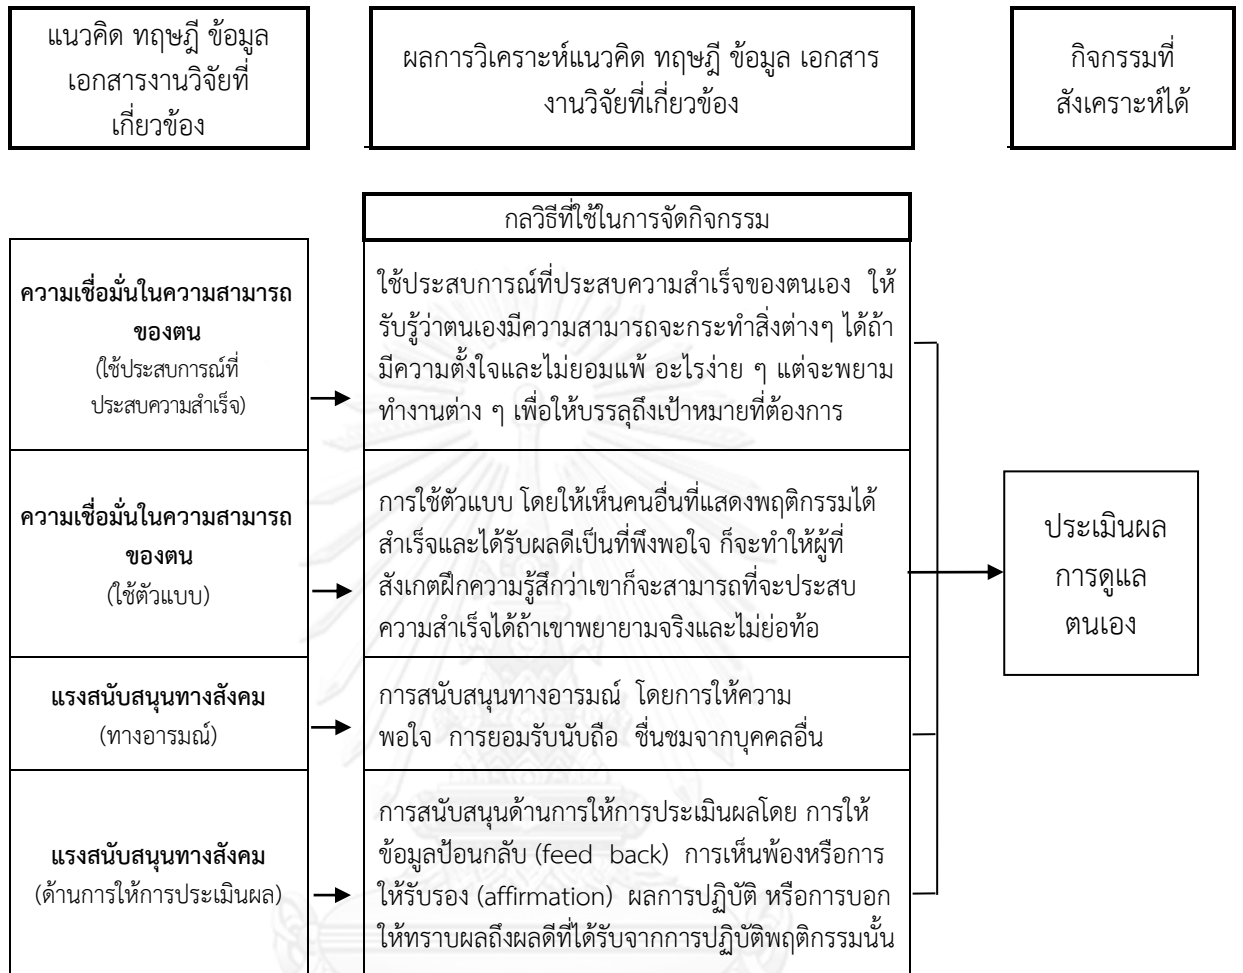 แนวคิด ทฤษฎี ข้อมูล
เอกสารงานวิจัยที่
เกี่ยวข้อง
ผลการวิเคราะห์แนวคิด ทฤษฎี ข้อมูล เอกสาร
งานวิจัยที่เกี่ยวข้อง
กิจกรรมที่
สังเคราะห์ได้
กลวิธีที่ใช้ในการจัดกิจกรรม
ความเชื่อมั่นในความสามารถ
ของตน
(ใช้ประสบการณ์ที่
ประสบความสำเร็จ)
ใช้ประสบการณ์ที่ประสบความสำเร็จของตนเอง ให้
รับรู้ว่าตนเองมีความสามารถจะกระทำสิ่งต่างๆ ได้ถ้า
มีความตั้งใจและไม่ยอมแพ้ อะไรง่าย ๆ แต่จะพยาม
ทำงานต่าง ๆ เพื่อให้บรรลุถึงเป้าหมายที่ต้องการ
ความเชื่อมั่นในความสามารถ
ของตน
(ใช้ตัวแบบ)
การใช้ตัวแบบ โดยให้เห็นคนอื่นที่แสดงพฤติกรรมได้
สำเร็จและได้รับผลดีเป็นที่พึงพอใจ ก็จะทำให้ผู้ที่
สังเกตฝึกความรู้สึกว่าเขาก็จะสามารถที่จะประสบ
ความสำเร็จได้ถ้าเขาพยายามจริงและไม่ย่อท้อ
ประเมินผล
การดูแล
ตนเอง
แรงสนับสนุนทางสังคม
(ทางอารมณ์)
การสนับสนุนทางอารมณ์ โดยการให้ความ
พอใจ การยอมรับนับถือ ชื่นชมจากบุคคลอื่น
แรงสนับสนุนทางสังคม
(ด้านการให้การประเมินผล)
การสนับสนุนด้านการให้การประเมินผลโดย การให้
ข้อมูลป้อนกลับ (feed back) การเห็นพ้องหรือการ
ให้รับรอง (affirmation) ผลการปฏิบัติ หรือการบอก
ให้ทราบผลถึงผลดีที่ได้รับจากการปฏิบัติพฤติกรรมนั้น